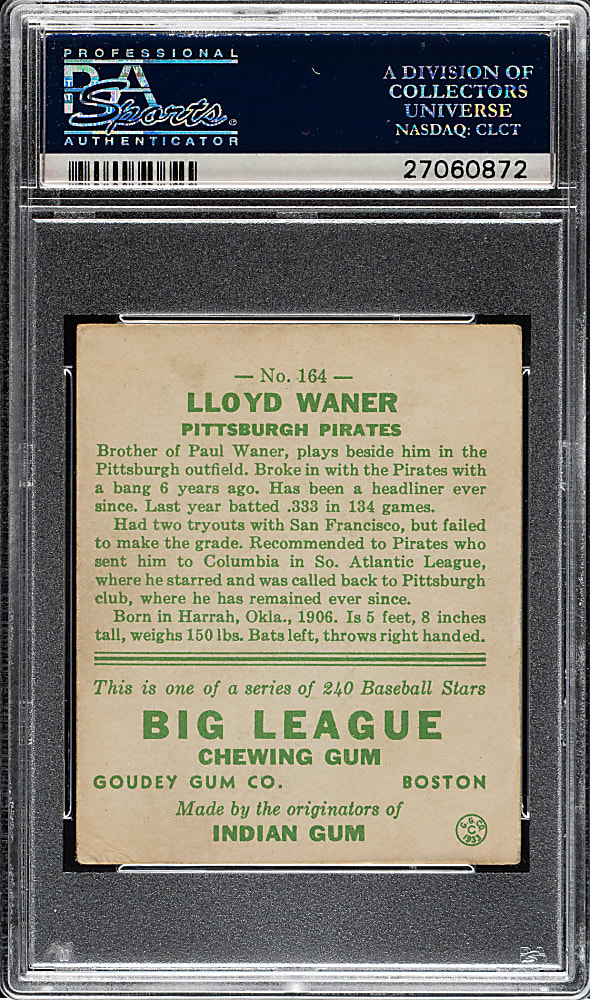 PROFESSIONAL
PSA
Sports
AUTHENTICATOR
A DIVISION OF
COLLECTORS
UNIVERSE
NASDAQ: CLCT
27060872
— No. 164 —
LLOYD WANER
PITTSBURGH PIRATES
Brother of Paul Waner, plays beside him in the
Pittsburgh outfield. Broke in with the Pirates with
a bang 6 years ago. Has been a headliner ever
since. Last year batted .333 in 134 games.
Had two tryouts with San Francisco, but failed
to make the grade. Recommended to Pirates who
sent him to Columbia in So. Atlantic League,
where he starred and was called back to Pittsburgh
club, where he has remained ever since.
Born in Harrah, Okla., 1906. Is 5 feet, 8 inches
tall, weighs 150 lbs. Bats left, throws right handed.
This is one of a series of 240 Baseball Stars
BIG LEAGUE
CHEWING GUM
GOUDEY GUM CO. BOSTON
Made by the originators of
INDIAN GUM
G.G.Co.
C
1933